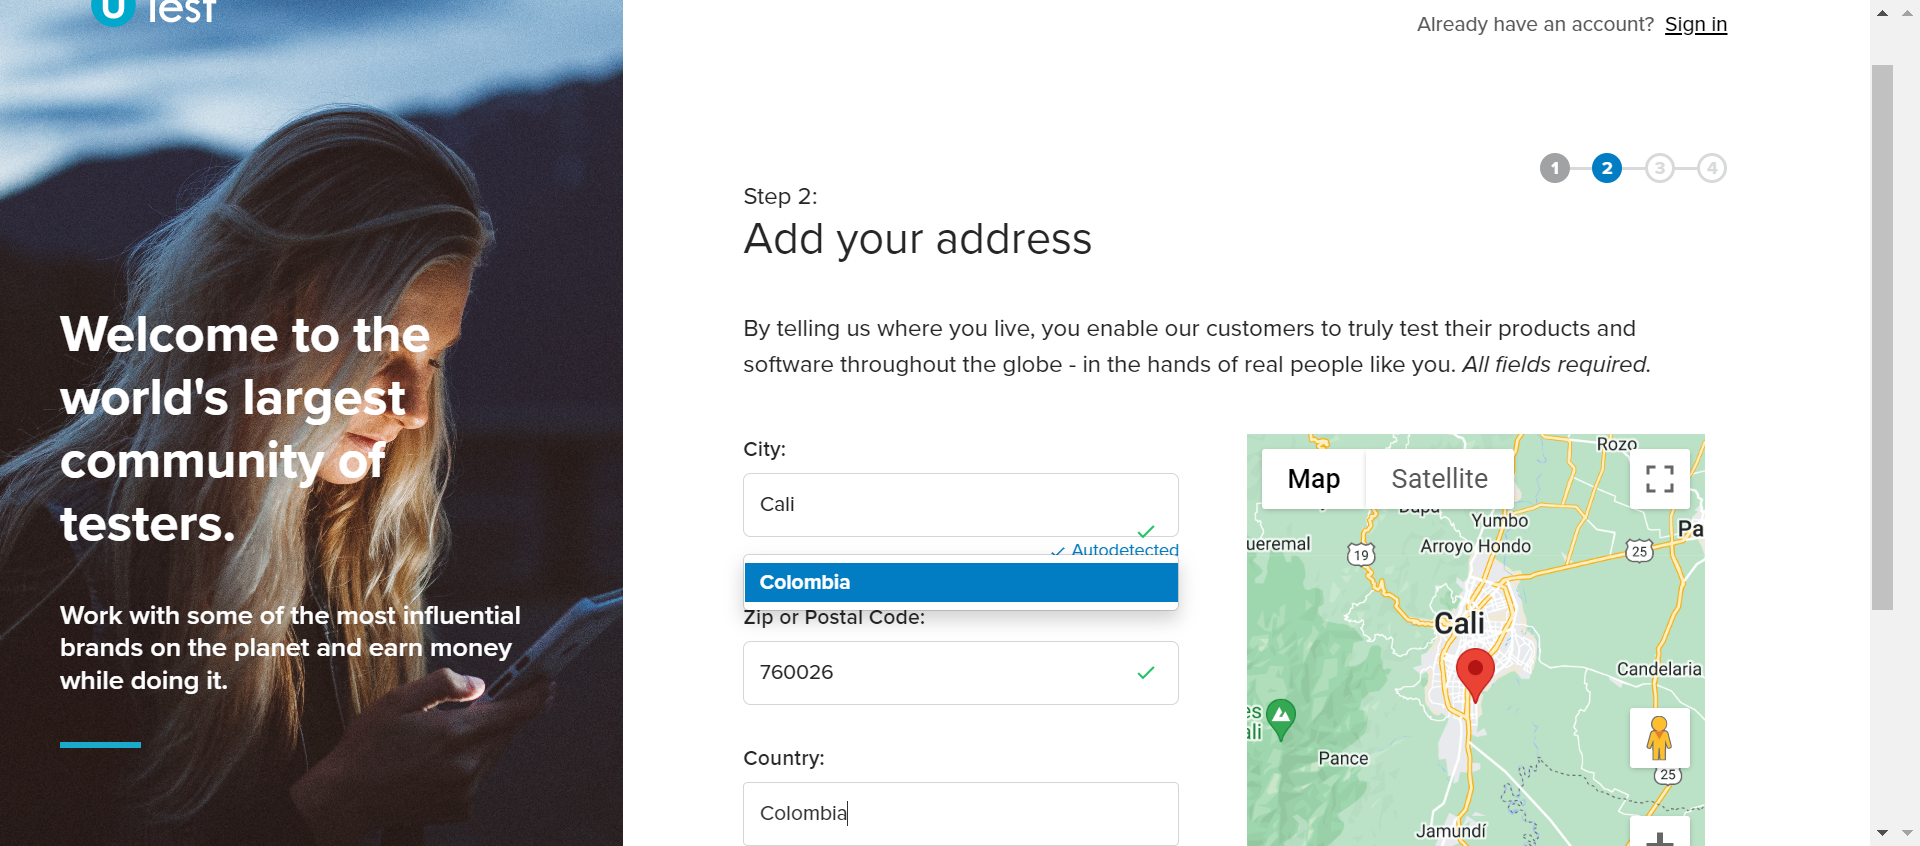 U Test
Already have an account? Sign in
1 2 3 4
Step 2:
Add your address
By telling us where you live, you enable our customers to truly test their products and
software throughout the globe - in the hands of real people like you. All fields required.
Welcome to the
world's largest
community of
testers.
Work with some of the most influential
brands on the planet and earn money
while doing it.
City:
Cali
Autodetected
Colombia
Zip or Postal Code:
760026
Country:
Colombia
Map Satellite
Rozo
Yumbo
Pa
ueremal
19
Arroyo Hondo
25
Cali
Candelaria
es
ali
Pance
25
Jamundí